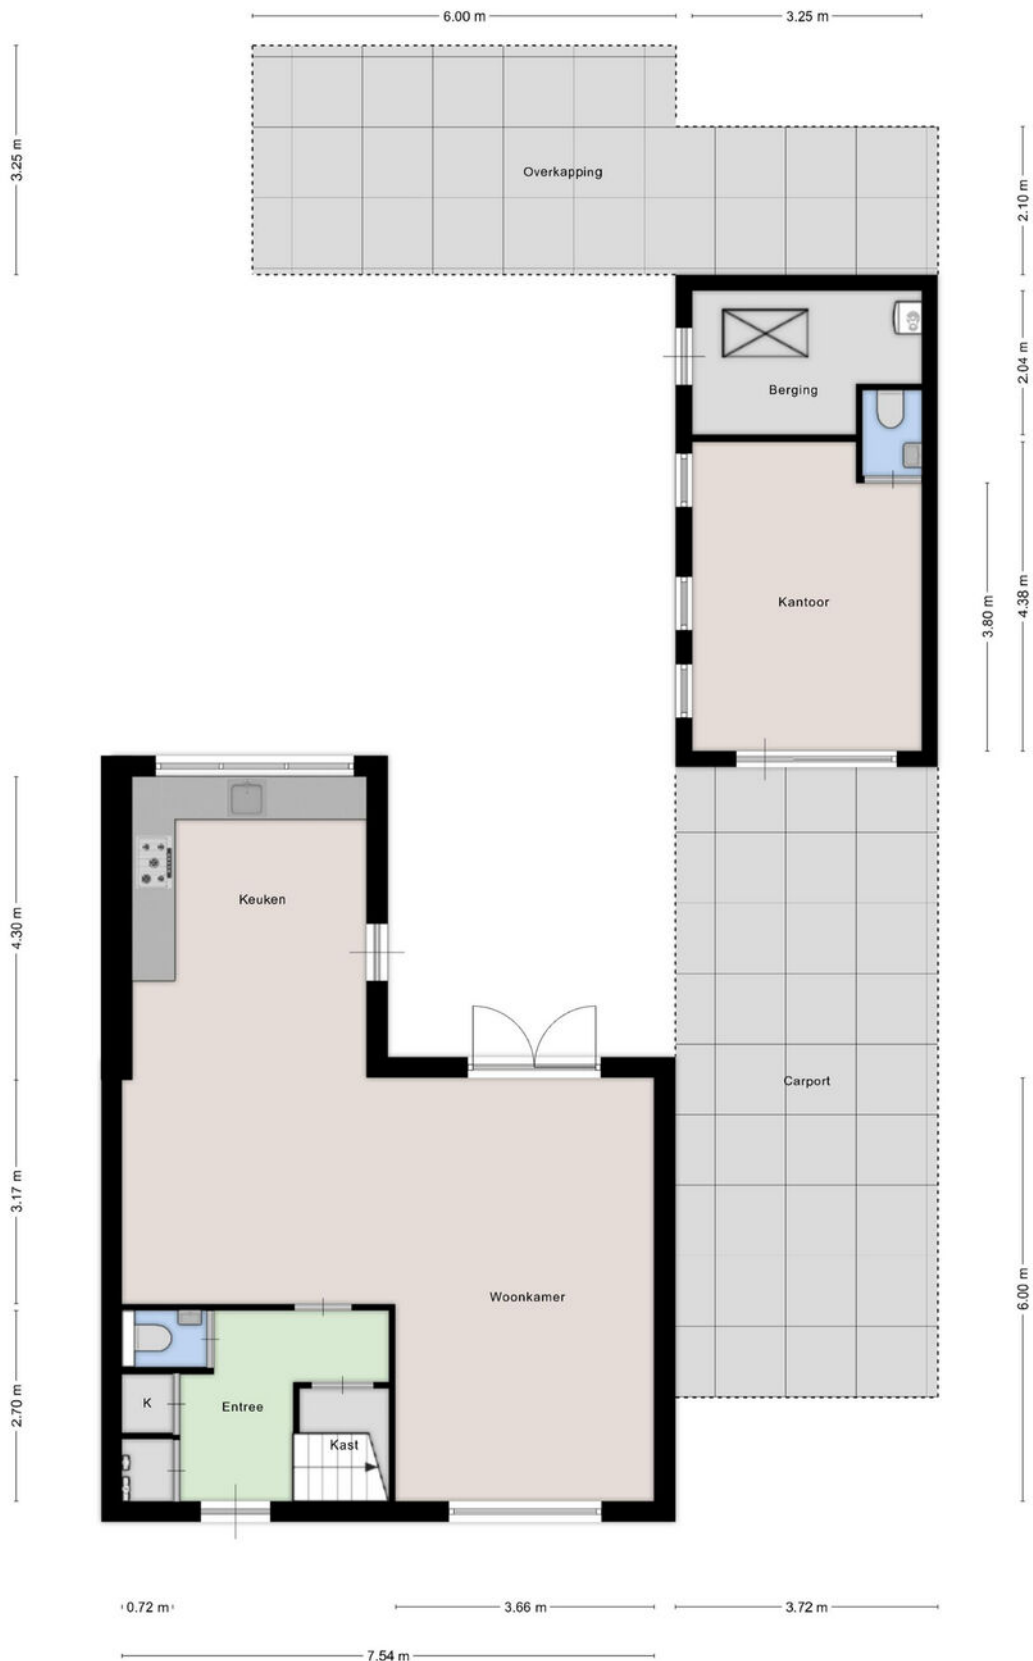 6.00 m
3.25 m
3.25 m
2.10 m
Overkapping
2.04 m
Berging
4.38 m
3.80 m
Kantoor
Keuken
4.30 m
Carport
3.17 m
6.00 m
Woonkamer
2.70 m
K
Entree
Kast
0.72 m
3.66 m
3.72 m
7.54 m